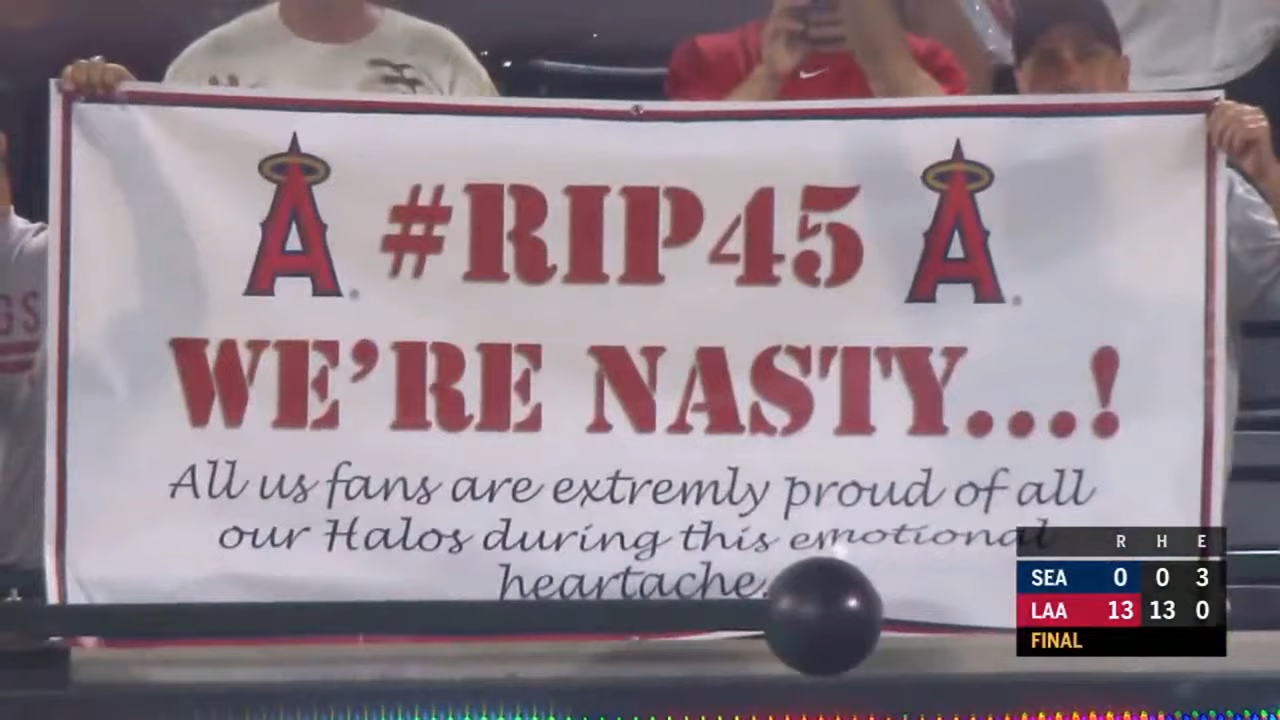 #RIP45
WE'RE NASTY...!
All us fans are extremly proud of all
our Halos during this emotional
heartache.
R H E
SEA 0 0 3
LAA 13 13 0
FINAL
GS